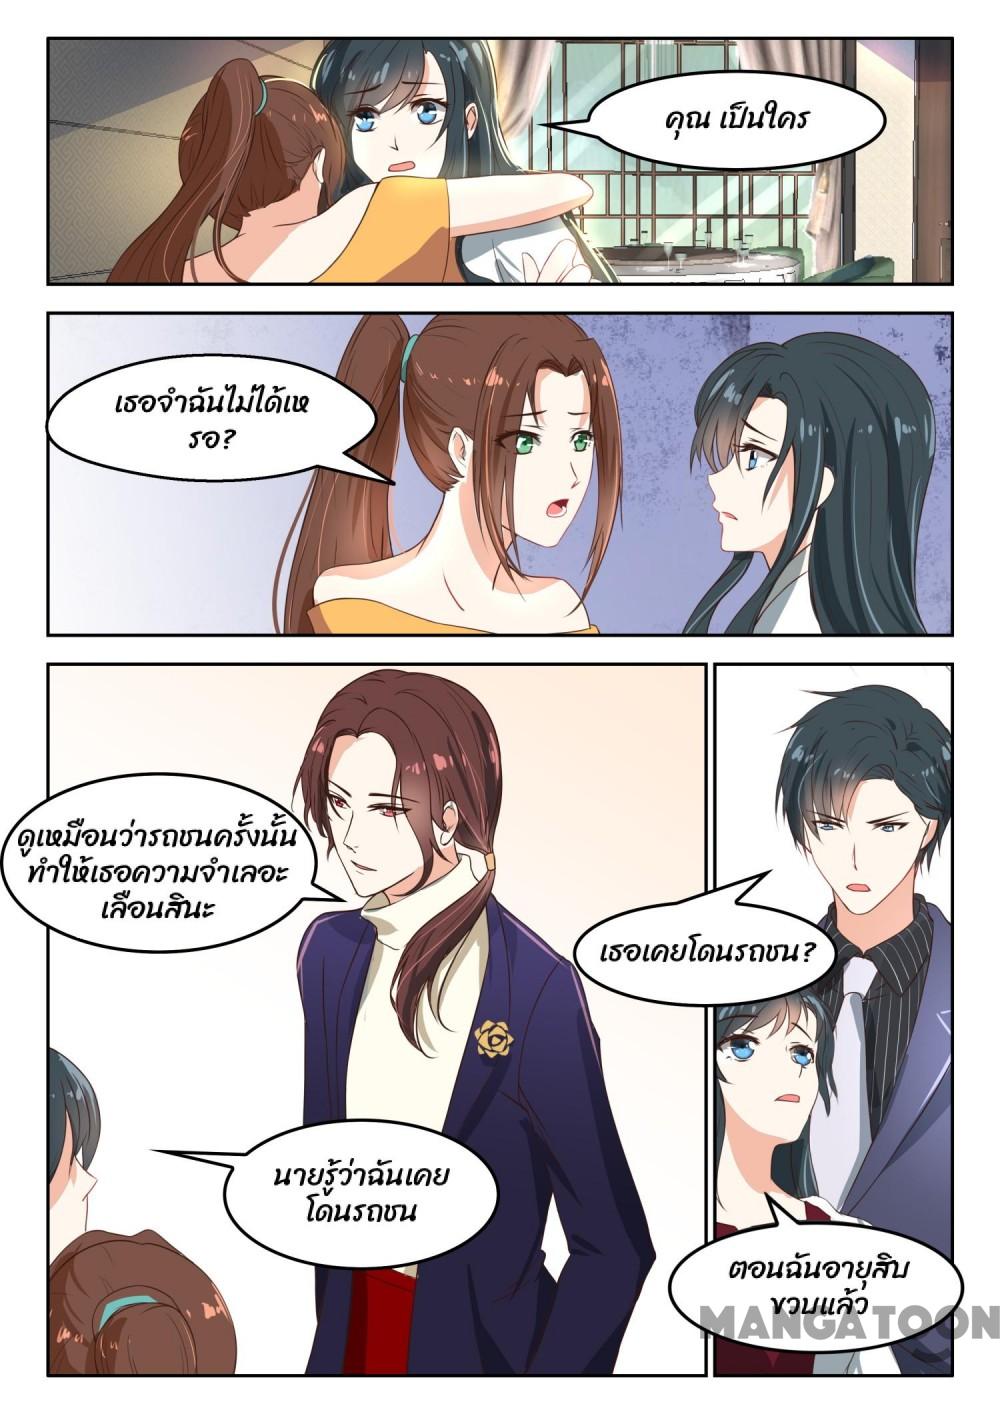 คุณ เป็นใคร
เธอจำฉันไม่ได้เห
รอ?
ดูเหมือนว่ารถชนครั้งนั้น
ทำให้เธอความจำเลอะ
เลือนสินะ
เธอเคยโดนรถชน?
นายรู้ว่าฉันเคย
โดนรถชน
ตอนฉันอายุสิบ
ขวบแล้ว
MANGATOON